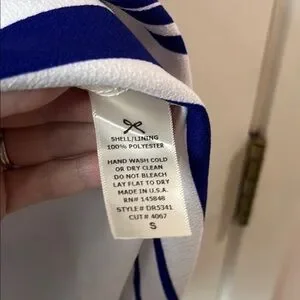 SHELL/LINING
100% POLYESTER
HAND WASH COLD
OR DRY CLEAN
DO NOT BLEACH
LAY FLAT TO DRY
MADE IN U.S.A.
RN# 145848
STYLE# DR5341
CUT# 4067
S